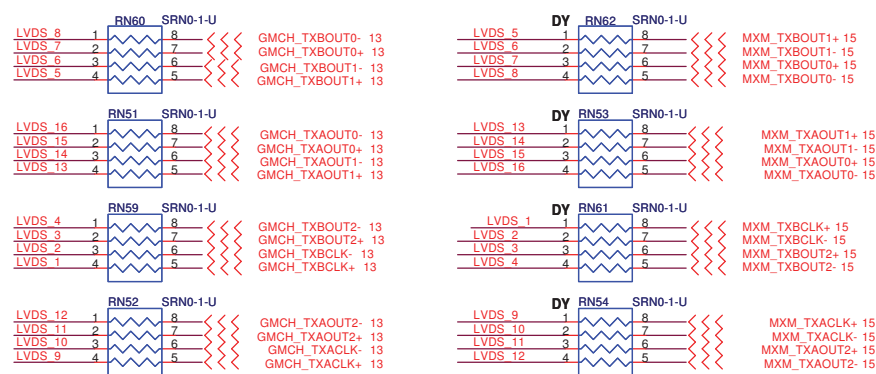 RN60 SRN0-1-U
LVDS_8 1 8 GMCH_TXBOUT0- 13
LVDS_7 2 7 GMCH_TXBOUT0+ 13
LVDS_6 3 6 GMCH_TXBOUT1- 13
LVDS_5 4 5 GMCH_TXBOUT1+ 13
DY RN62 SRN0-1-U
LVDS_5 1 8 MXM_TXBOUT1+ 15
LVDS_6 2 7 MXM_TXBOUT1- 15
LVDS_7 3 6 MXM_TXBOUT0+ 15
LVDS_8 4 5 MXM_TXBOUT0- 15
RN51 SRN0-1-U
LVDS_16 1 8 GMCH_TXAOUT0- 13
LVDS_15 2 7 GMCH_TXAOUT0+ 13
LVDS_14 3 6 GMCH_TXAOUT1- 13
LVDS_13 4 5 GMCH_TXAOUT1+ 13
DY RN53 SRN0-1-U
LVDS_13 1 8 MXM_TXAOUT1+ 15
LVDS_14 2 7 MXM_TXAOUT1- 15
LVDS_15 3 6 MXM_TXAOUT0+ 15
LVDS_16 4 5 MXM_TXAOUT0- 15
RN59 SRN0-1-U
LVDS_4 1 8 GMCH_TXBOUT2- 13
LVDS_3 2 7 GMCH_TXBOUT2+ 13
LVDS_2 3 6 GMCH_TXBCLK- 13
LVDS_1 4 5 GMCH_TXBCLK+ 13
DY RN61 SRN0-1-U
LVDS_1 1 8 MXM_TXBCLK+ 15
LVDS_2 2 7 MXM_TXBCLK- 15
LVDS_3 3 6 MXM_TXBOUT2+ 15
LVDS_4 4 5 MXM_TXBOUT2- 15
RN52 SRN0-1-U
LVDS_12 1 8 GMCH_TXAOUT2- 13
LVDS_11 2 7 GMCH_TXAOUT2+ 13
LVDS_10 3 6 GMCH_TXACLK- 13
LVDS_9 4 5 GMCH_TXACLK+ 13
DY RN54 SRN0-1-U
LVDS_9 1 8 MXM_TXACLK+ 15
LVDS_10 2 7 MXM_TXACLK- 15
LVDS_11 3 6 MXM_TXAOUT2+ 15
LVDS_12 4 5 MXM_TXAOUT2- 15